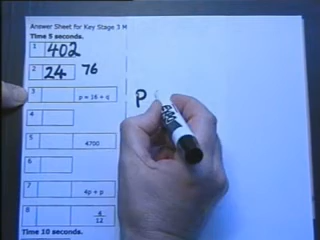 Answer Sheet for Key Stage 3 M
Time 5 seconds.
1 402
2 24 76
3 p = 16 + q
P
4
5 4700
6
7 4p + p
8 4/12
Time 10 seconds.